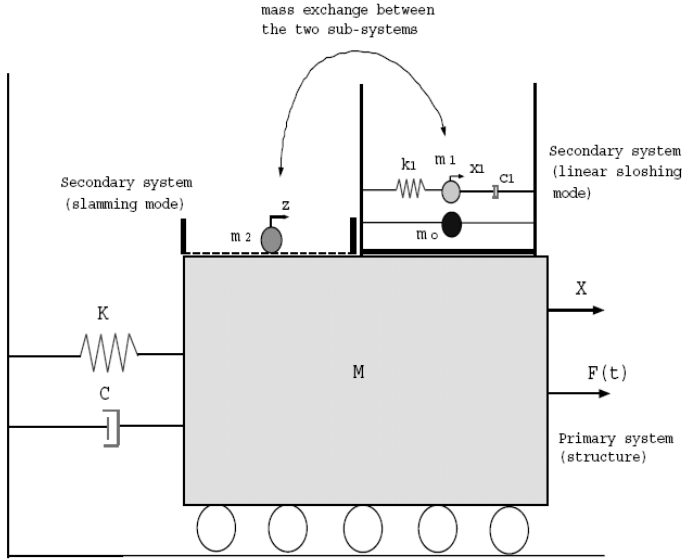 mass exchange between
the two sub-systems
Secondary system
(slamming mode)
z
m2
k1
m1
x1
c1
mo
Secondary system
(linear sloshing
mode)
K
C
M
X
F(t)
Primary system
(structure)